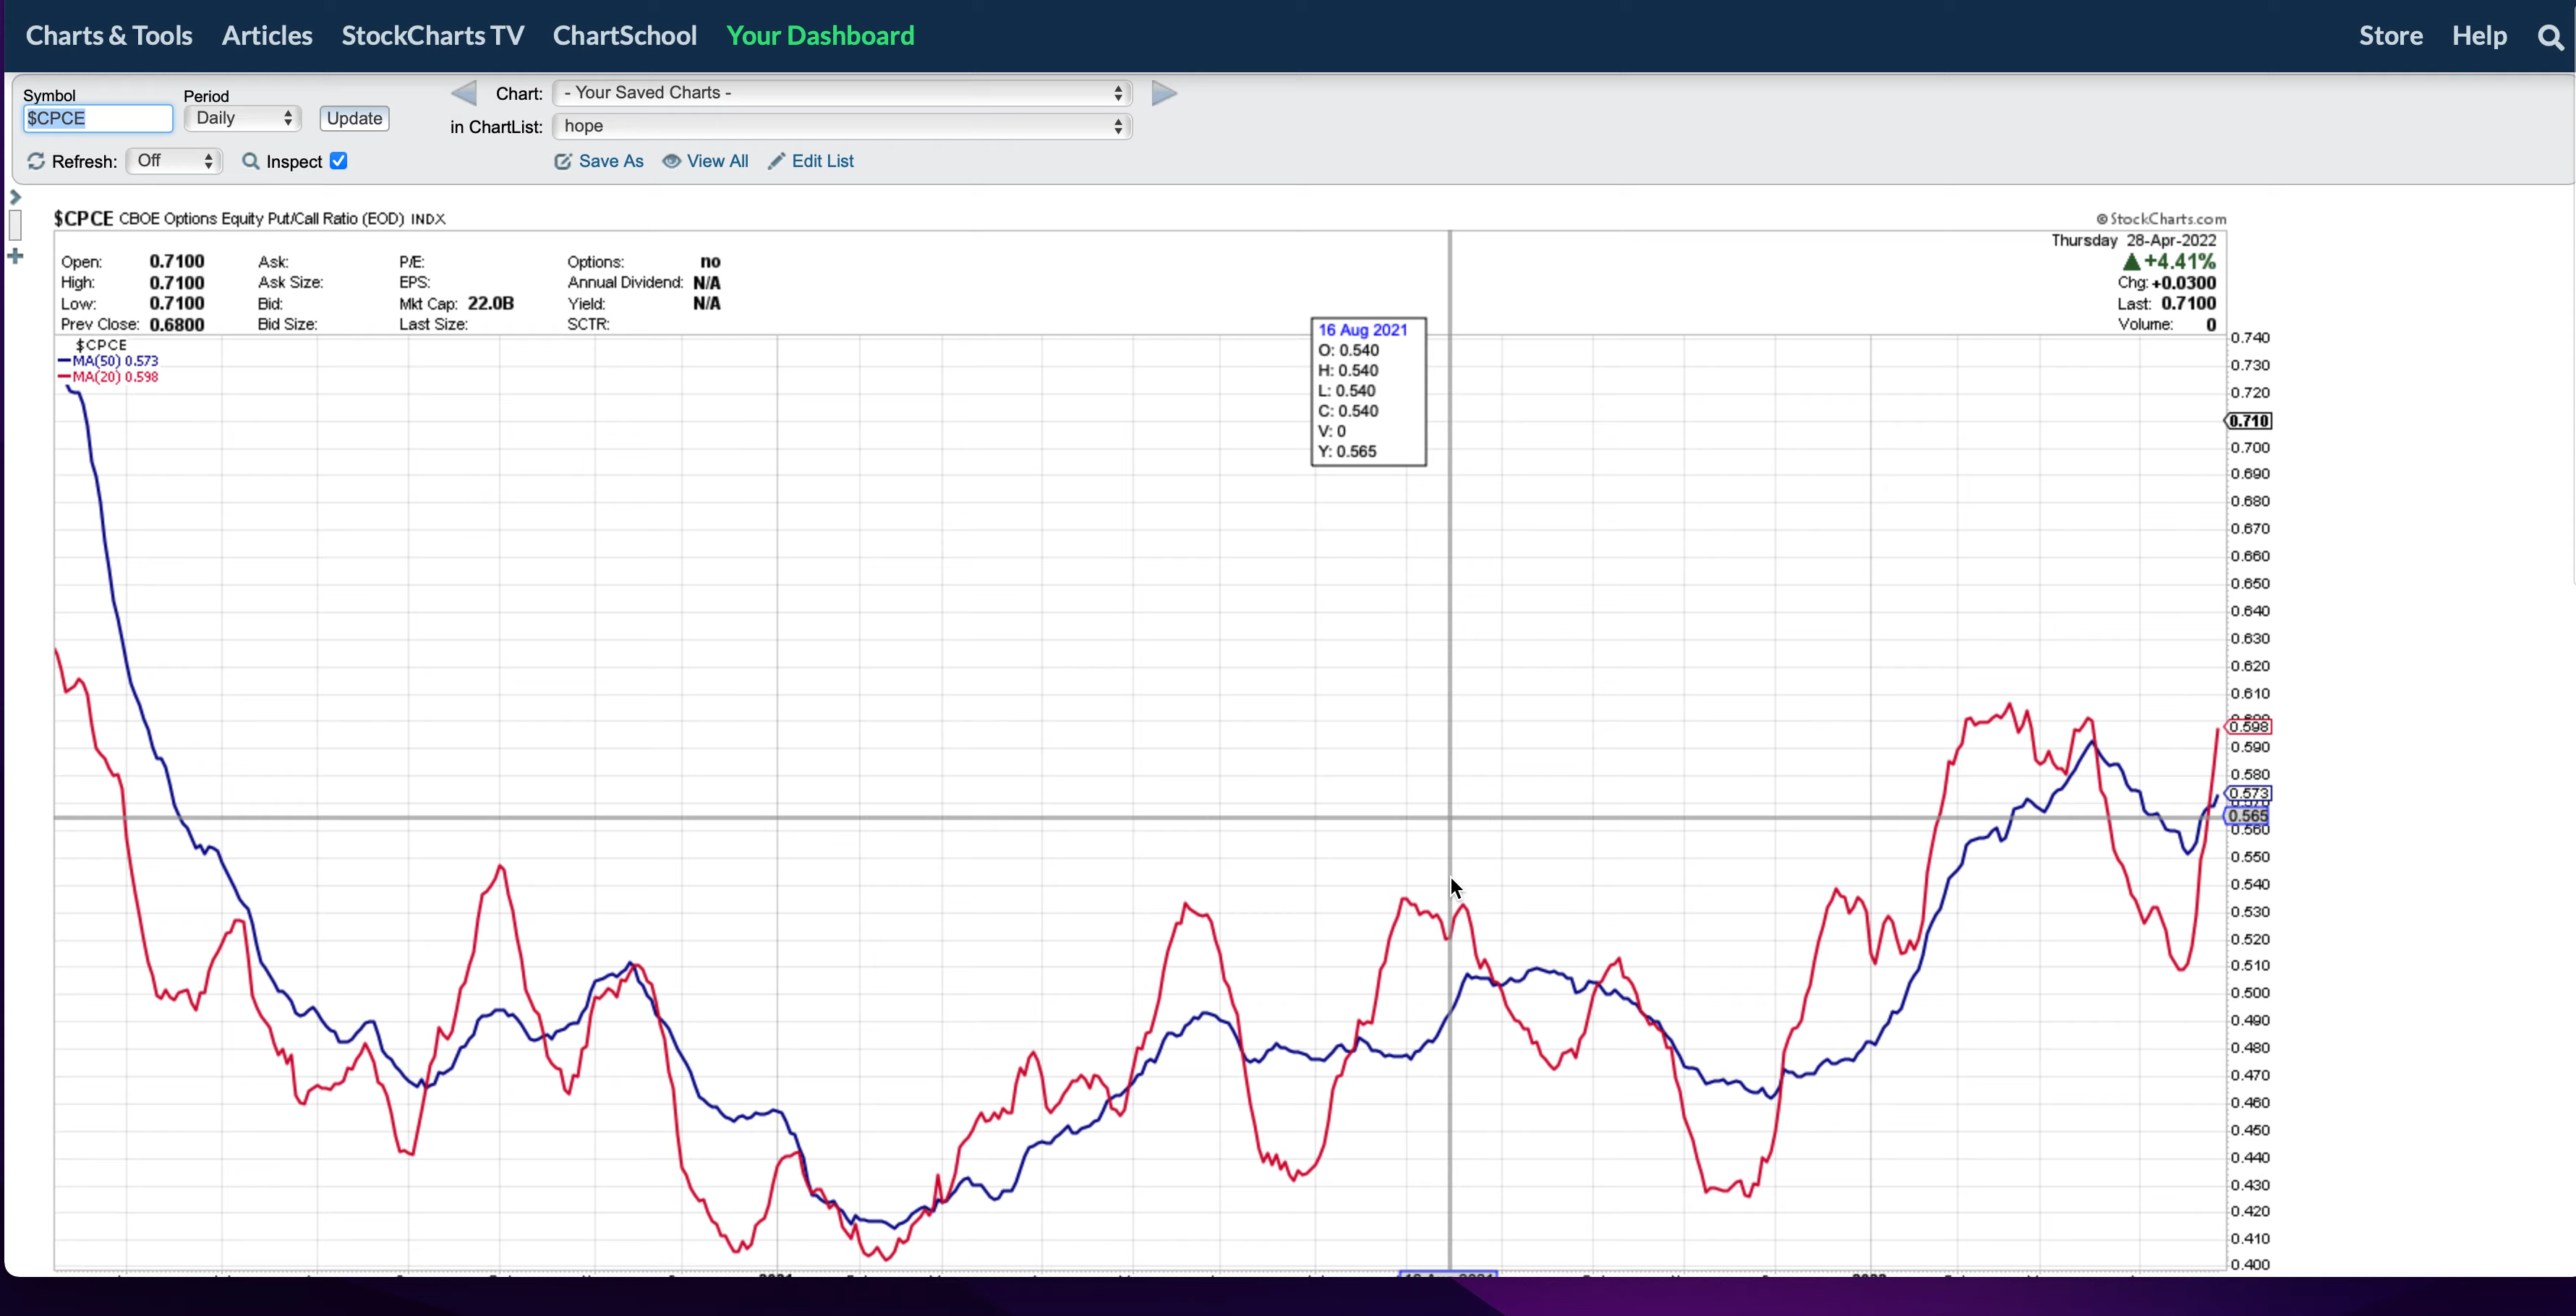 Charts & Tools Articles StockCharts TV ChartSchool Your Dashboard Store Help
Symbol Period Chart: - Your Saved Charts -
$CPCE Daily Update in ChartList: hope
Refresh: Off Inspect Save As View All Edit List
$CPCE CBOE Options Equity Put/Call Ratio (EOD) INDX © StockCharts.com
Thursday 28-Apr-2022
Open: 0.7100 Ask: P/E: Options: no +4.41%
High: 0.7100 Ask Size: EPS: Annual Dividend: N/A Chg: +0.0300
Low: 0.7100 Bid: Mkt Cap: 22.0B Yield: N/A Last: 0.7100
Prev Close: 0.6800 Bid Size: Last Size: SCTR: Volume: 0
$CPCE
MA(50) 0.573
MA(20) 0.598
16 Aug 2021
O: 0.540
H: 0.540
L: 0.540
C: 0.540
V: 0
Y: 0.565
0.740
0.730
0.720
0.710
0.700
0.690
0.680
0.670
0.660
0.650
0.640
0.630
0.620
0.610
0.598
0.590
0.580
0.573
0.565
0.560
0.550
0.540
0.530
0.520
0.510
0.500
0.490
0.480
0.470
0.460
0.450
0.440
0.430
0.420
0.410
0.400